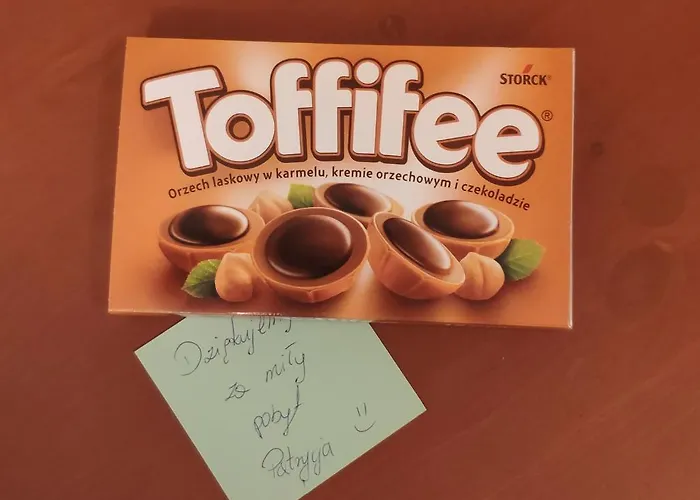 STORCK®
Toffifee®
Orzech laskowy w karmelu, kremie orzechowym i czekoladzie
Dziękujemy
za miły
pobyt
Patrycja :)